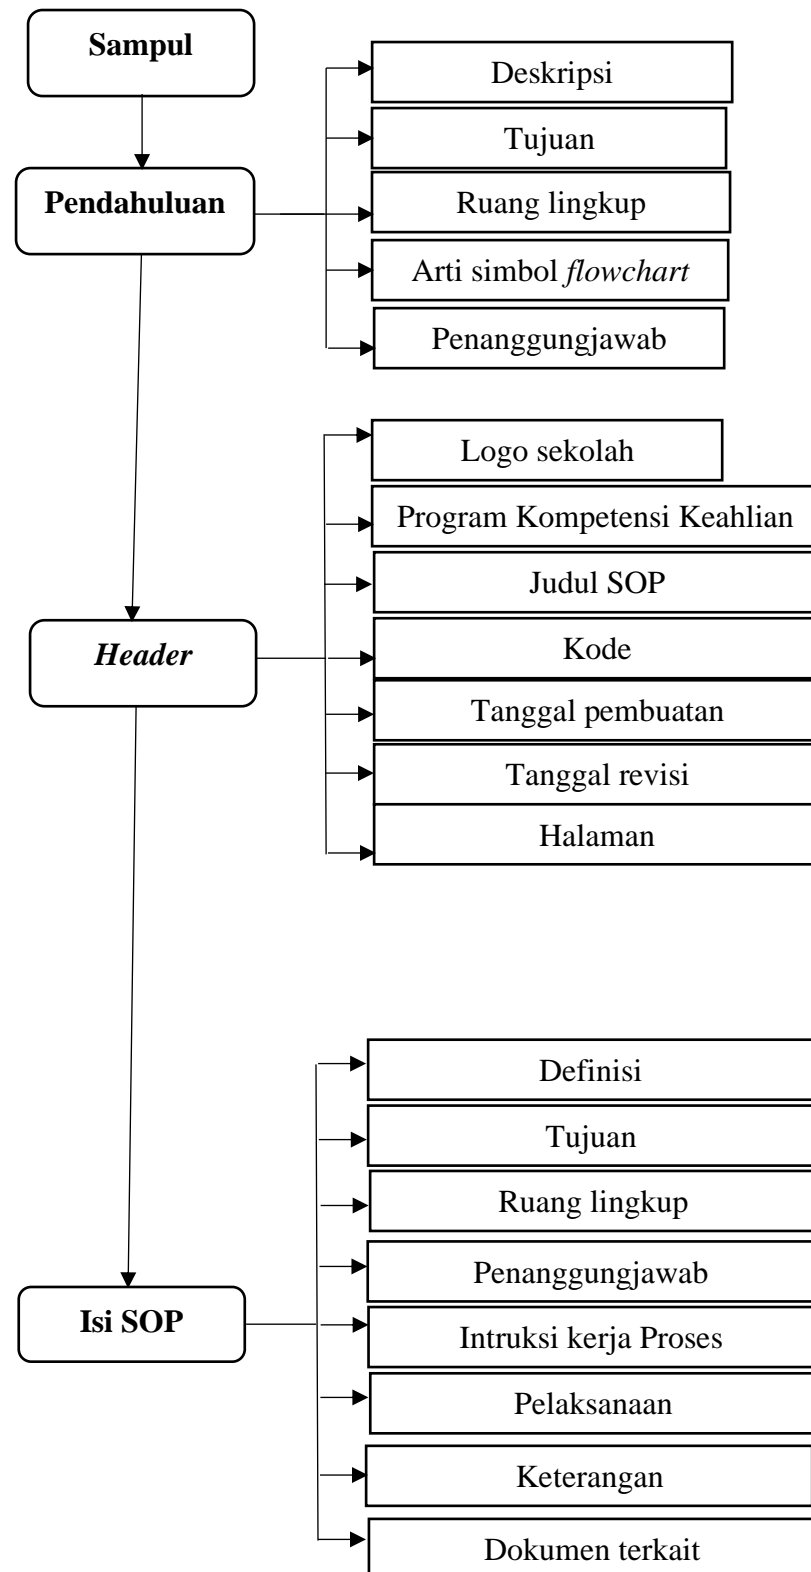 Sampul
Deskripsi
Tujuan
Pendahuluan
Ruang lingkup
Arti simbol flowchart
Penanggungjawab
Logo sekolah
Program Kompetensi Keahlian
Judul SOP
Header
Kode
Tanggal pembuatan
Tanggal revisi
Halaman
Definisi
Tujuan
Ruang lingkup
Penanggungjawab
Isi SOP
Intruksi kerja Proses
Pelaksanaan
Keterangan
Dokumen terkait